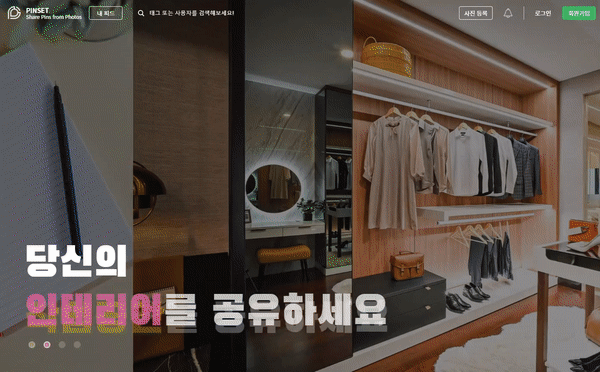 PINSET.
Share Pins from Photos
내 피드
태그 또는 사용자를 검색해보세요!
사진 등록
로그인
회원가입
당신의
인테리어를 공유하세요